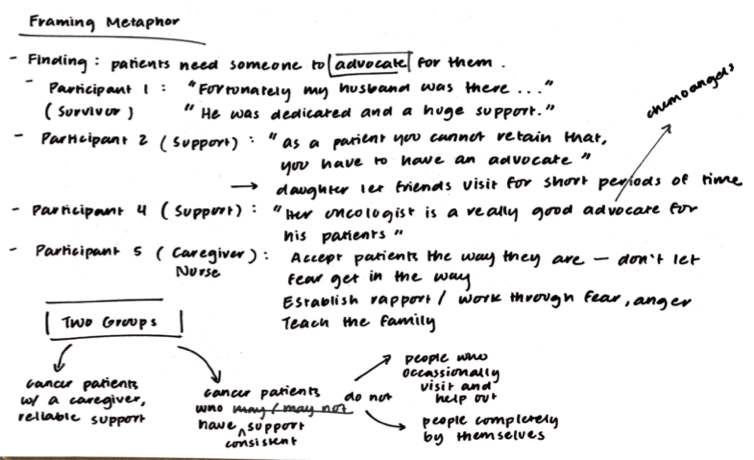 Framing Metaphor
- Finding : patients need someone to advocate for them .
- Participant 1 : "Fortunately my husband was there ..."
(Survivor) "He was dedicated and a huge support."
chemoangels
- Participant 2 (Support) : "as a patient you cannot retain that,
you have to have an advocate"
→ daughter let friends visit for short periods of time
- Participant 4 (Support) : "Her oncologist is a really good advocate for
his patients"
- Participant 5 (Caregiver) : Accept patients the way they are — don't let
Nurse fear get in the way
Establish rapport / work through fear, anger
Teach the family
Two Groups
cancer patients
w/ a caregiver,
reliable support
cancer patients do not
who may/may not
have ^ support
consistent
people who
occassionally
visit and
help out
people completely
by themselves